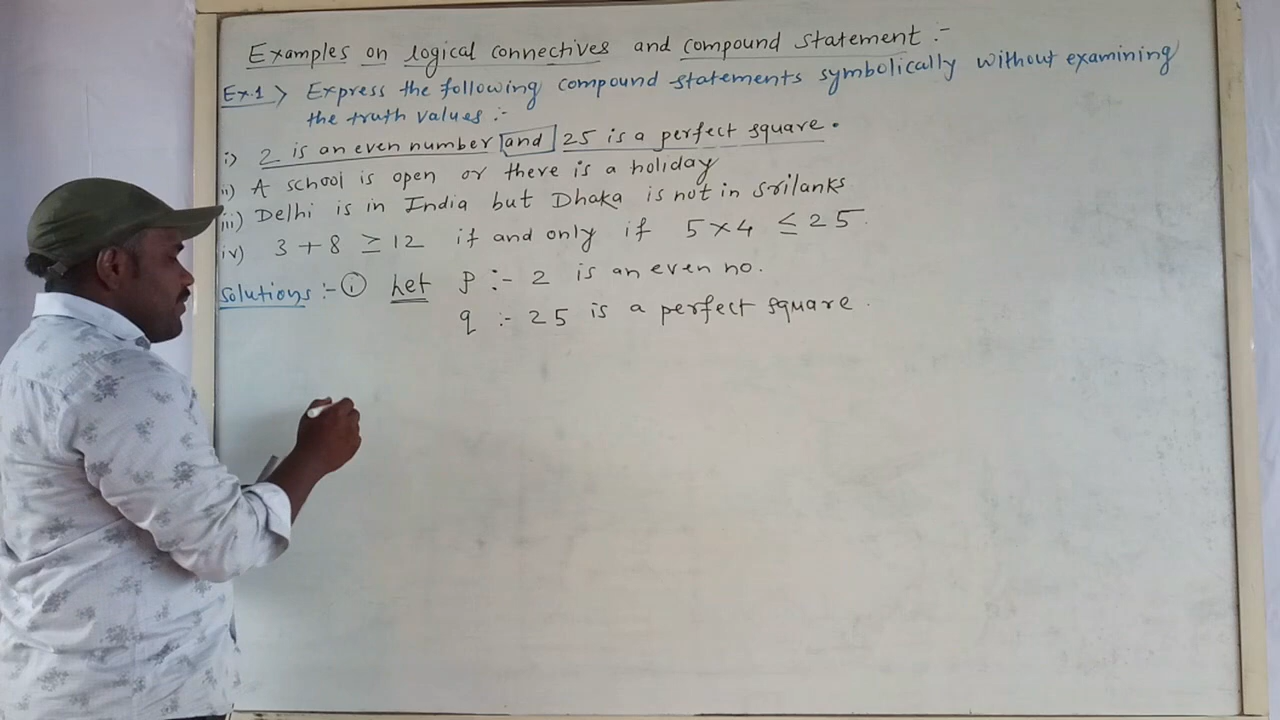 Examples on logical connectives and compound statement :-
Ex.1> Express the following compound statements symbolically without examining
the truth values :-
i) 2 is an even number and 25 is a perfect square.
ii) A school is open or there is a holiday
iii) Delhi is in India but Dhaka is not in srilanks
iv) 3 + 8 ≥ 12 if and only if 5 × 4 ≤ 25.
solutions :- ① Let p :- 2 is an even no.
q :- 25 is a perfect square.